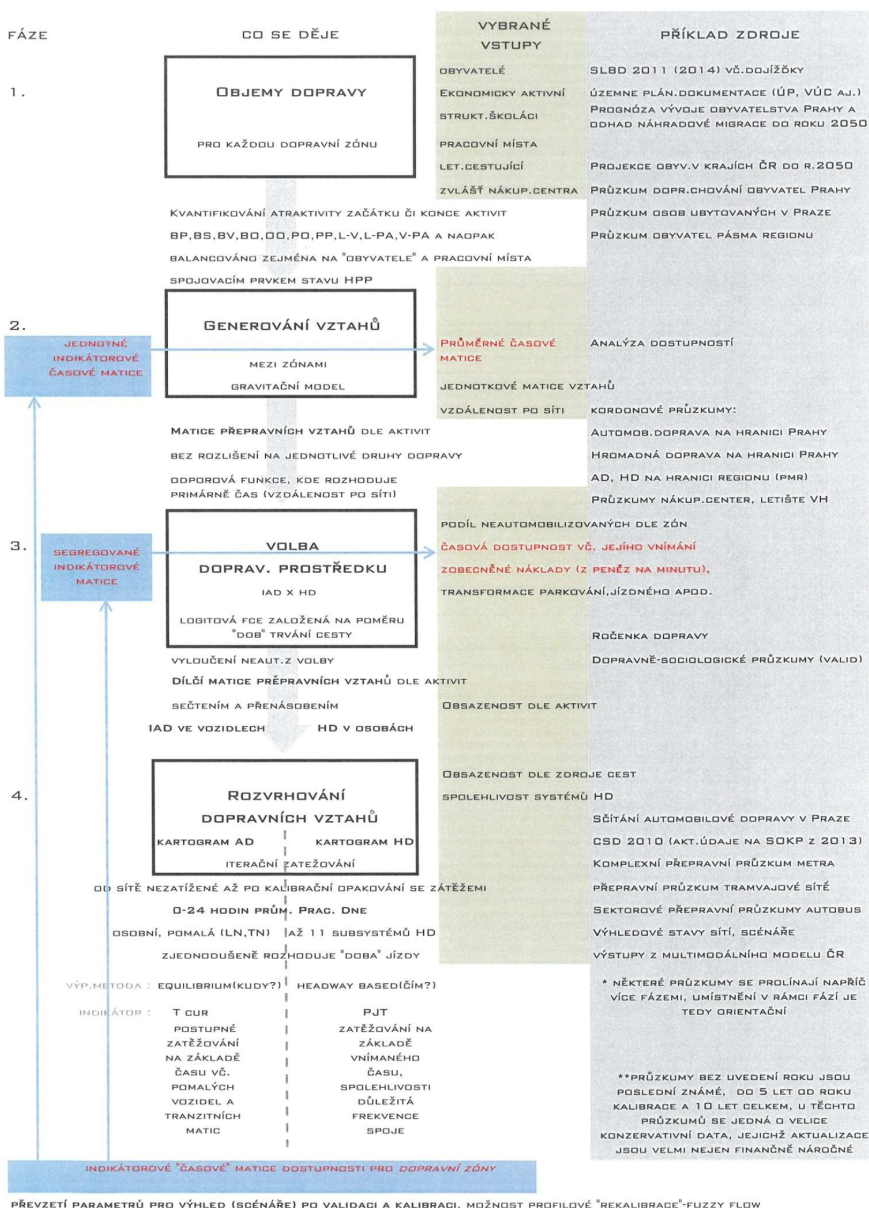 FÁZE
CO SE DĚJE
VYBRANÉ
VSTUPY
PŘÍKLAD ZDROJE
1.
OBJEMY DOPRAVY
PRO KAŽDOU DOPRAVNÍ ZÓNU
OBYVATELÉ
EKONOMICKY AKTIVNÍ
STRUKT.ŠKOLÁCI
PRACOVNÍ MÍSTA
LET.CESTUJÍCÍ
ZVLÁŠŤ NÁKUP.CENTRA
SLBD 2011 (2014) VČ.DOJÍŽĎKY
ÚZEMNE PLÁN.DOKUMENTACE (ÚP, VÚC AJ.)
PROGNÓZA VÝVOJE OBYVATELSTVA PRAHY A
ODHAD NÁHRADOVÉ MIGRACE DO ROKU 2050
PROJEKCE OBYV.V KRAJÍCH ČR DO R.2050
PRŮZKUM DOPR.CHOVÁNÍ OBYVATEL PRAHY
PRŮZKUM OSOB UBYTOVANÝCH V PRAZE
PRŮZKUM OBYVATEL PÁSMA REGIONU
KVANTIFIKOVÁNÍ ATRAKTIVITY ZAČÁTKU ČI KONCE AKTIVIT
BP,BS,BV,BO,OO,PO,PP,L-V,L-PA,V-PA A NAOPAK
BALANCOVÁNO ZEJMÉNA NA "OBYVATELE" A PRACOVNÍ MÍSTA
SPOJOVACÍM PRVKEM STAVU HPP
2.
JEDNOTNÉ
INDIKÁTOROVÉ
ČASOVÉ MATICE
GENEROVÁNÍ VZTAHŮ
MEZI ZÓNAMI
GRAVITAČNÍ MODEL
PRŮMĚRNÉ ČASOVÉ
MATICE
JEDNOTKOVÉ MATICE VZTAHŮ
VZDÁLENOST PO SÍTI
ANALÝZA DOSTUPNOSTÍ
KORDONOVÉ PRŮZKUMY:
AUTOMOB.DOPRAVA NA HRANICI PRAHY
HROMADNÁ DOPRAVA NA HRANICI PRAHY
AD, HD NA HRANICI REGIONU (PMR)
PRŮZKUMY NÁKUP.CENTER, LETIŠTE VH
MATICE PŘEPRAVNÍCH VZTAHŮ DLE AKTIVIT
BEZ ROZLIŠENÍ NA JEDNOTLIVÉ DRUHY DOPRAVY
ODPOROVÁ FUNKCE, KDE ROZHODUJE
PRIMÁRNĚ ČAS (VZDÁLENOST PO SÍTI)
3.
SEGREGOVANÉ
INDIKÁTOROVÉ
MATICE
VOLBA
DOPRAV. PROSTŘEDKU
IAD X HD
LOGITOVÁ FCE ZALOŽENÁ NA POMĚRU
"DOB" TRVÁNÍ CESTY
PODÍL NEAUTOMOBILIZOVANÝCH DLE ZÓN
ČASOVÁ DOSTUPNOST VČ. JEJÍHO VNÍMÁNÍ
ZOBECNĚNÉ NÁKLADY (Z PENĚZ NA MINUTU),
TRANSFORMACE PARKOVÁNÍ,JÍZDNÉHO APOD.
ROČENKA DOPRAVY
DOPRAVNĚ-SOCIOLOGICKÉ PRŮZKUMY (VALID)
VYLOUČENÍ NEAUT.Z VOLBY
DÍLČÍ MATICE PRĚPRAVNÍCH VZTAHŮ DLE AKTIVIT
SEČTENÍM A PŘENÁSOBENÍM
IAD VE VOZIDLECH HD V OSOBÁCH
OBSAZENOST DLE AKTIVIT
4.
ROZVRHOVÁNÍ
DOPRAVNÍCH VZTAHŮ
KARTOGRAM AD KARTOGRAM HD
ITERAČNÍ ZATEŽOVÁNÍ
OBSAZENOST DLE ZDROJE CEST
SPOLEHLIVOST SYSTÉMŮ HD
SČÍTÁNÍ AUTOMOBILOVÉ DOPRAVY V PRAZE
CSD 2010 (AKT.ÚDAJE NA SOKP Z 2013)
KOMPLEXNÍ PŘEPRAVNÍ PRŮZKUM METRA
PŘEPRAVNÍ PRŮZKUM TRAMVAJOVÉ SÍTĚ
SEKTOROVÉ PŘEPRAVNÍ PRŮZKUMY AUTOBUS
VÝHLEDOVÉ STAVY SÍTÍ, SCÉNÁŘE
VÝSTUPY Z MULTIMODÁLNÍHO MODELU ČR
OD SÍTĚ NEZATÍŽENÉ AŽ PO KALIBRAČNÍ OPAKOVÁNÍ SE ZÁTĚŽEMI
0-24 HODIN PRŮM. PRAC. DNE
OSOBNÍ, POMALÁ (LN,TN) AŽ 11 SUBSYSTÉMŮ HD
ZJEDNODUŠENĚ ROZHODUJE "DOBA" JÍZDY
VÝP.METODA : EQUILIBRIUM(KUDY?) HEADWAY BASED(ČÍM?)
INDIKÁTOR : T CUR PJT
POSTUPNÉ
ZATĚŽOVÁNÍ
NA ZÁKLADĚ
ČASU VČ.
POMALÝCH
VOZIDEL A
TRANZITNÍCH
MATIC
ZATĚŽOVÁNÍ NA
ZÁKLADĚ
VNÍMANÉHO
ČASU,
SPOLEHLIVOSTI
DŮLEŽITÁ
FREKVENCE
SPOJE
* NĚKTERÉ PRŮZKUMY SE PROLÍNAJÍ NAPŘÍČ
VÍCE FÁZEMI, UMÍSTNĚNÍ V RÁMCI FÁZÍ JE
TEDY ORIENTAČNÍ
**PRŮZKUMY BEZ UVEDENÍ ROKU JSOU
POSLEDNÍ ZNÁMÉ, DO 5 LET OD ROKU
KALIBRACE A 10 LET CELKEM, U TĚCHTO
PRŮZKUMŮ SE JEDNÁ O VELICE
KONZERVATIVNÍ DATA, JEJICHŽ AKTUALIZACE
JSOU VELMI NEJEN FINANČNĚ NÁROČNÉ
INDIKÁTOROVÉ "ČASOVÉ" MATICE DOSTUPNOSTI PRO DOPRAVNÍ ZÓNY
PŘEVZETÍ PARAMETRŮ PRO VÝHLED (SCÉNÁŘE) PO VALIDACI A KALIBRACI. MOŽNOST PROFILOVÉ "REKALIBRACE"-FUZZY FLOW